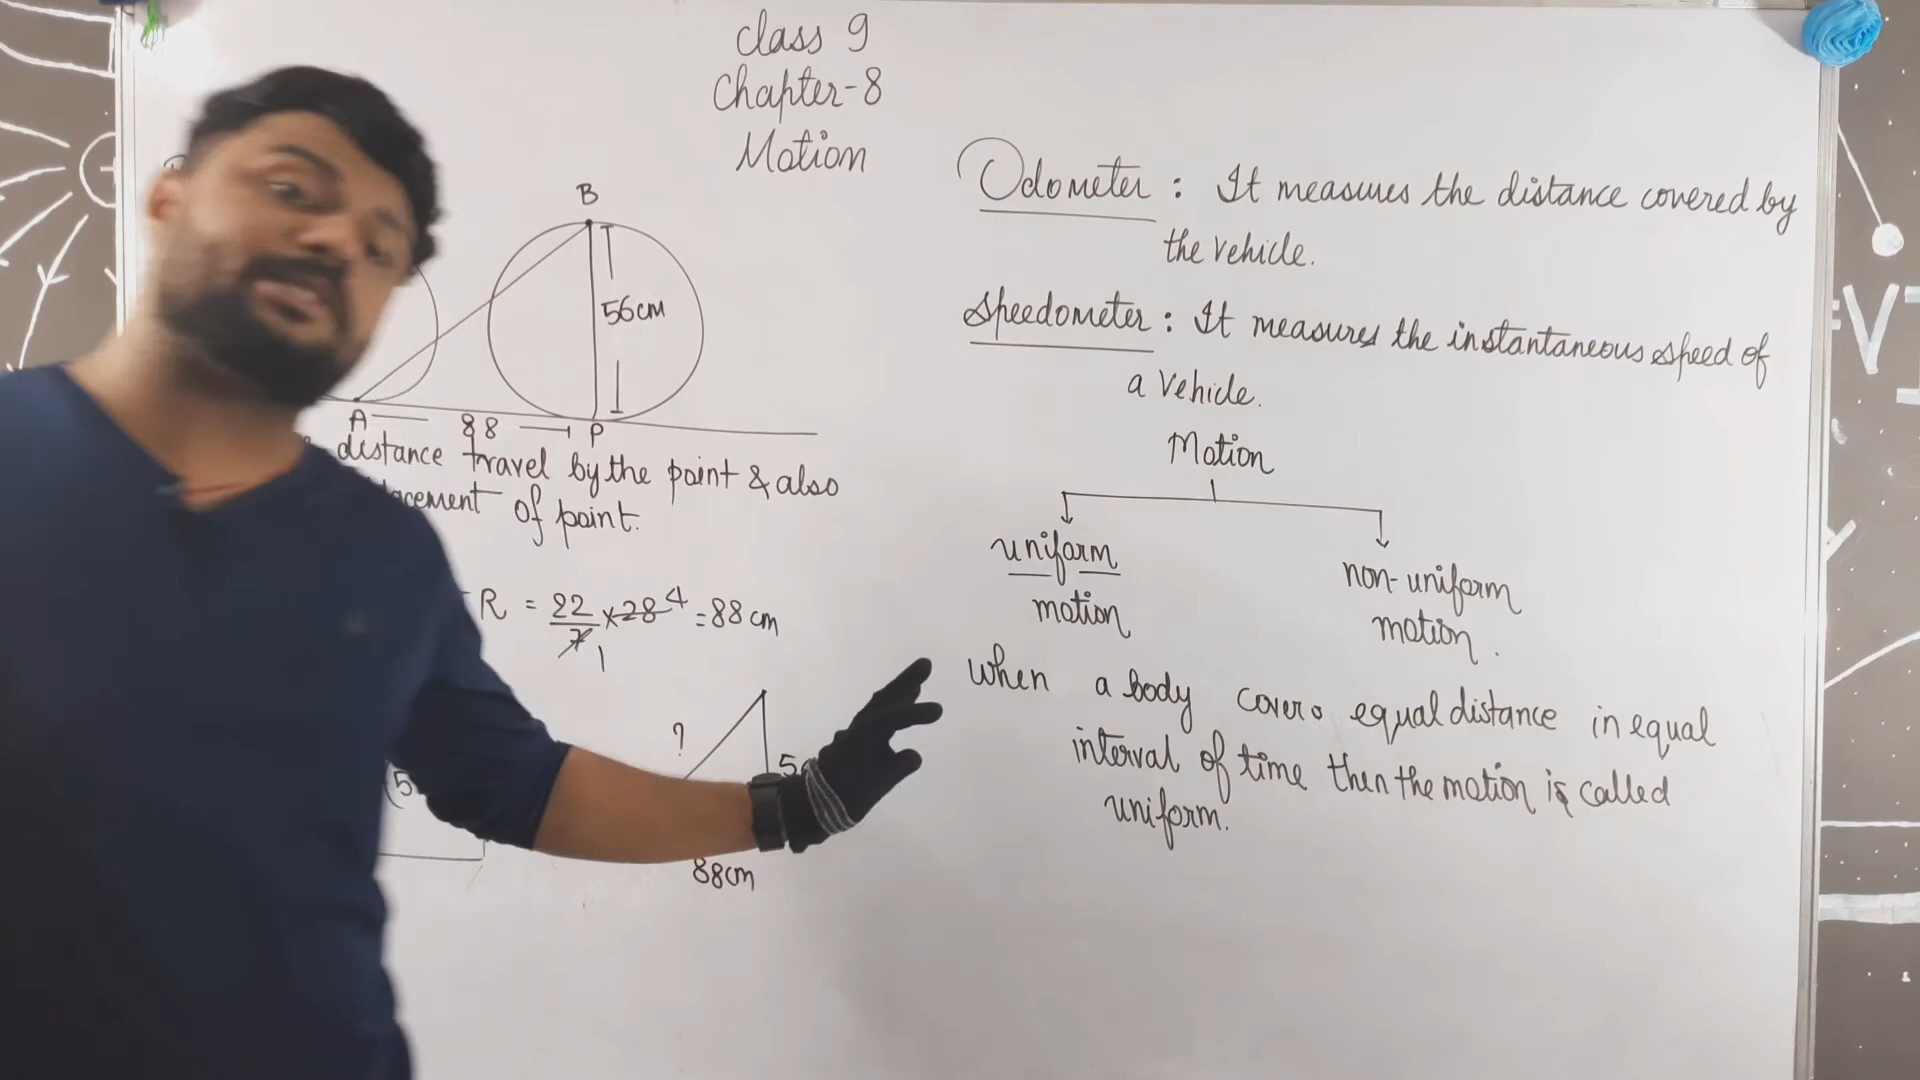 class 9
Chapter-8
Motion
B
56cm
A 88 P
distance travel by the point & also
of point.
R = 22/7 × 28 4 = 88 cm
1
?
(5
88cm
Odometer : It measures the distance covered by
the vehicle.
Speedometer : It measures the instantaneous speed of
a vehicle.
Motion
uniform
motion
non-uniform
motion.
when a body covers equal distance in equal
interval of time then the motion is called
uniform.